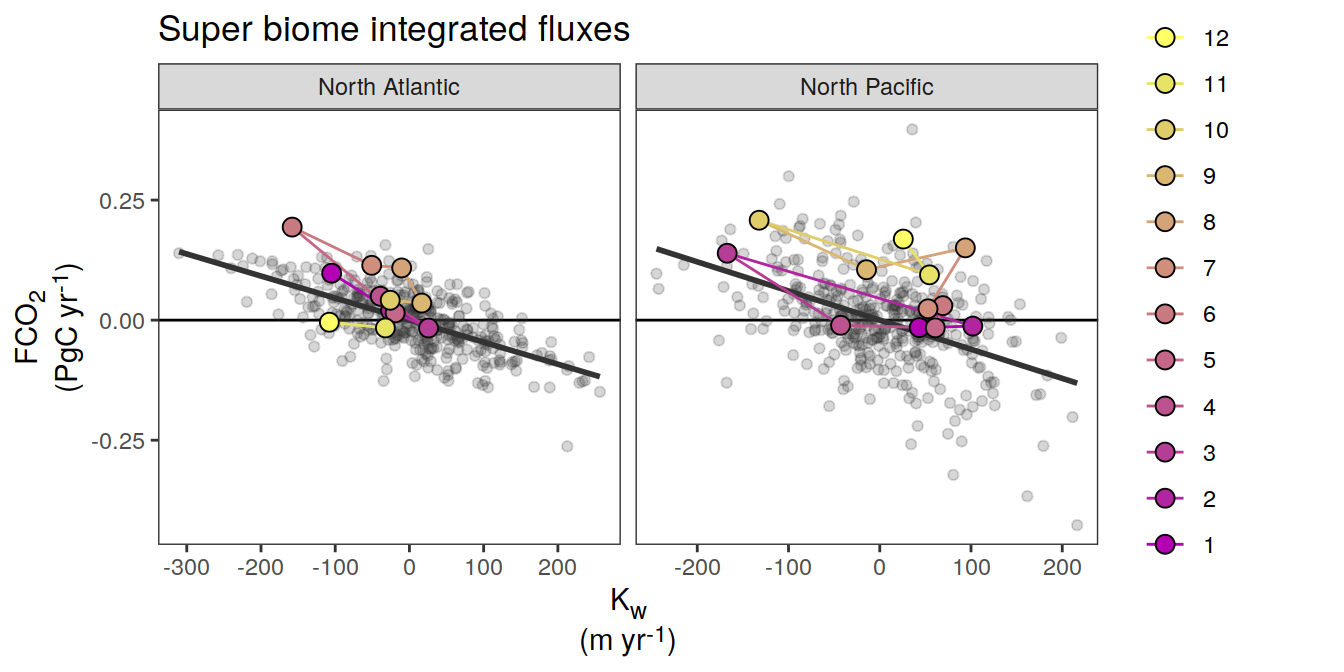 Super biome integrated fluxes
North Atlantic
North Pacific
FCO₂
(PgC yr⁻¹)
0.25
0.00
-0.25
-300 -200 -100 0 100 200
-200 -100 0 100 200
K_w
(m yr⁻¹)
12
11
10
9
8
7
6
5
4
3
2
1